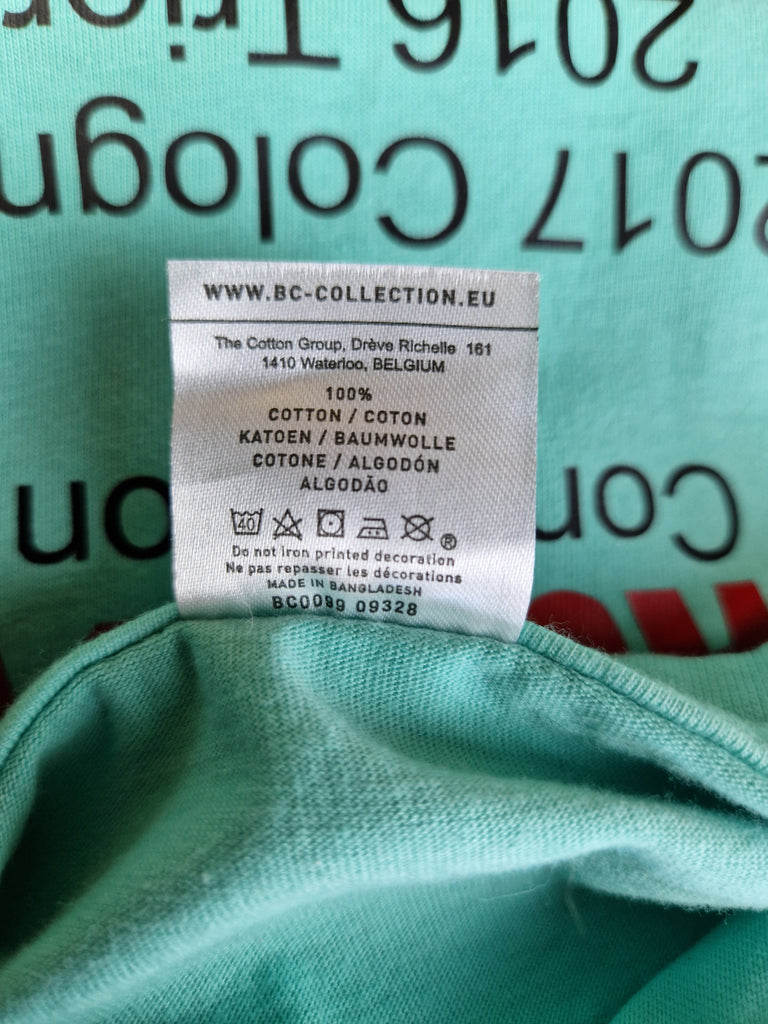 2016 Trior
2017 Cologn
WWW.BC-COLLECTION.EU
The Cotton Group, Drève Richelle 161
1410 Waterloo, BELGIUM
100%
COTTON / COTON
KATOEN / BAUMWOLLE
COTONE / ALGODÓN
ALGODÃO
40
Do not iron printed decoration
Ne pas repasser les décorations
MADE IN BANGLADESH
BC0099 09328
Con on